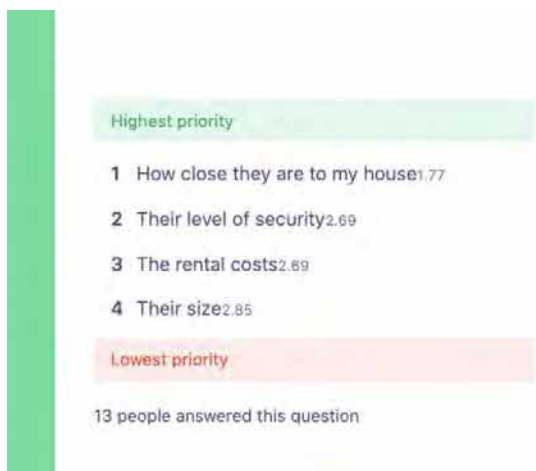 Highest priority
1 How close they are to my house1.77
2 Their level of security2.69
3 The rental costs2.69
4 Their size2.85
Lowest priority
13 people answered this question